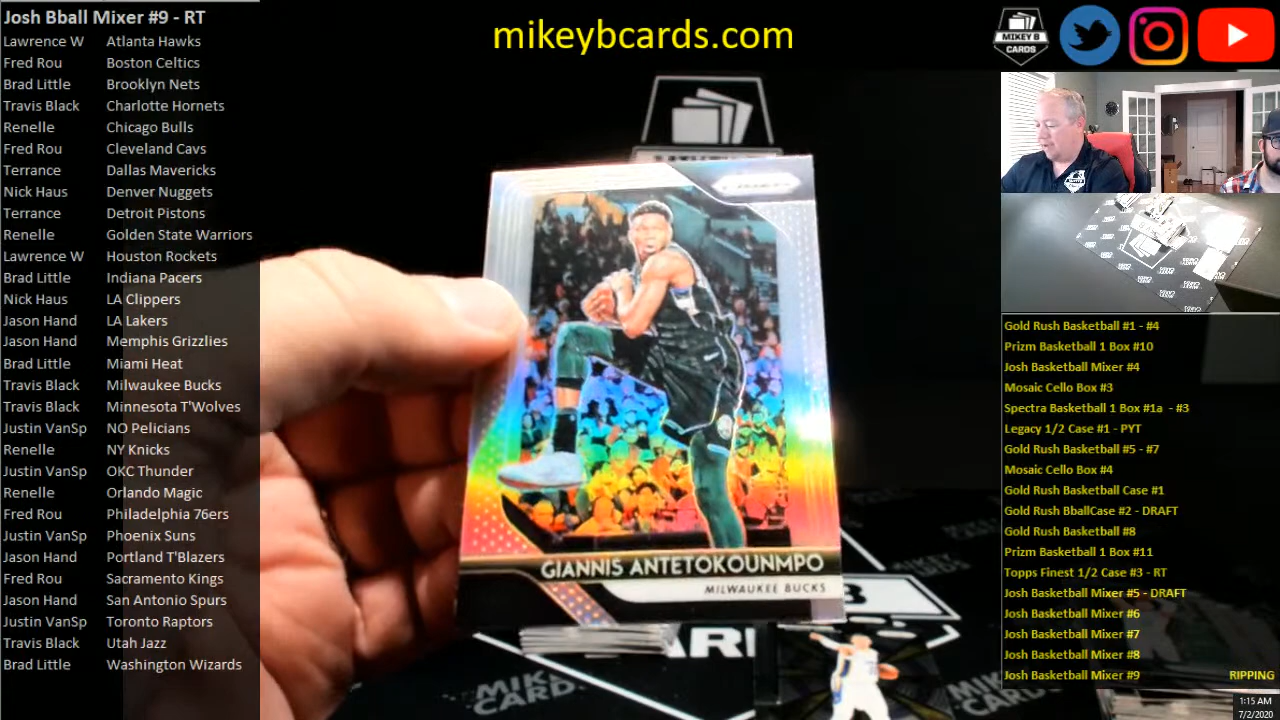 Josh Bball Mixer #9 - RT
Lawrence W Atlanta Hawks
Fred Rou Boston Celtics
Brad Little Brooklyn Nets
Travis Black Charlotte Hornets
Renelle Chicago Bulls
Fred Rou Cleveland Cavs
Terrance Dallas Mavericks
Nick Haus Denver Nuggets
Terrance Detroit Pistons
Renelle Golden State Warriors
Lawrence W Houston Rockets
Brad Little Indiana Pacers
Nick Haus LA Clippers
Jason Hand LA Lakers
Jason Hand Memphis Grizzlies
Brad Little Miami Heat
Travis Black Milwaukee Bucks
Travis Black Minnesota T'Wolves
Justin VanSp NO Pelicians
Renelle NY Knicks
Justin VanSp OKC Thunder
Renelle Orlando Magic
Fred Rou Philadelphia 76ers
Justin VanSp Phoenix Suns
Jason Hand Portland T'Blazers
Fred Rou Sacramento Kings
Jason Hand San Antonio Spurs
Justin VanSp Toronto Raptors
Travis Black Utah Jazz
Brad Little Washington Wizards
mikeybcards.com
MIKEY B
CARDS
GIANNIS ANTETOKOUNMPO
MILWAUKEE BUCKS
Gold Rush Basketball #1 - #4
Prizm Basketball 1 Box #10
Josh Basketball Mixer #4
Mosaic Cello Box #3
Spectra Basketball 1 Box #1a - #3
Legacy 1/2 Case #1 - PYT
Gold Rush Basketball #5 - #7
Mosaic Cello Box #4
Gold Rush Basketball Case #1
Gold Rush BballCase #2 - DRAFT
Gold Rush Basketball #8
Prizm Basketball 1 Box #11
Topps Finest 1/2 Case #3 - RT
Josh Basketball Mixer #5 - DRAFT
Josh Basketball Mixer #6
Josh Basketball Mixer #7
Josh Basketball Mixer #8
Josh Basketball Mixer #9 RIPPING
1:15 AM
7/2/2020